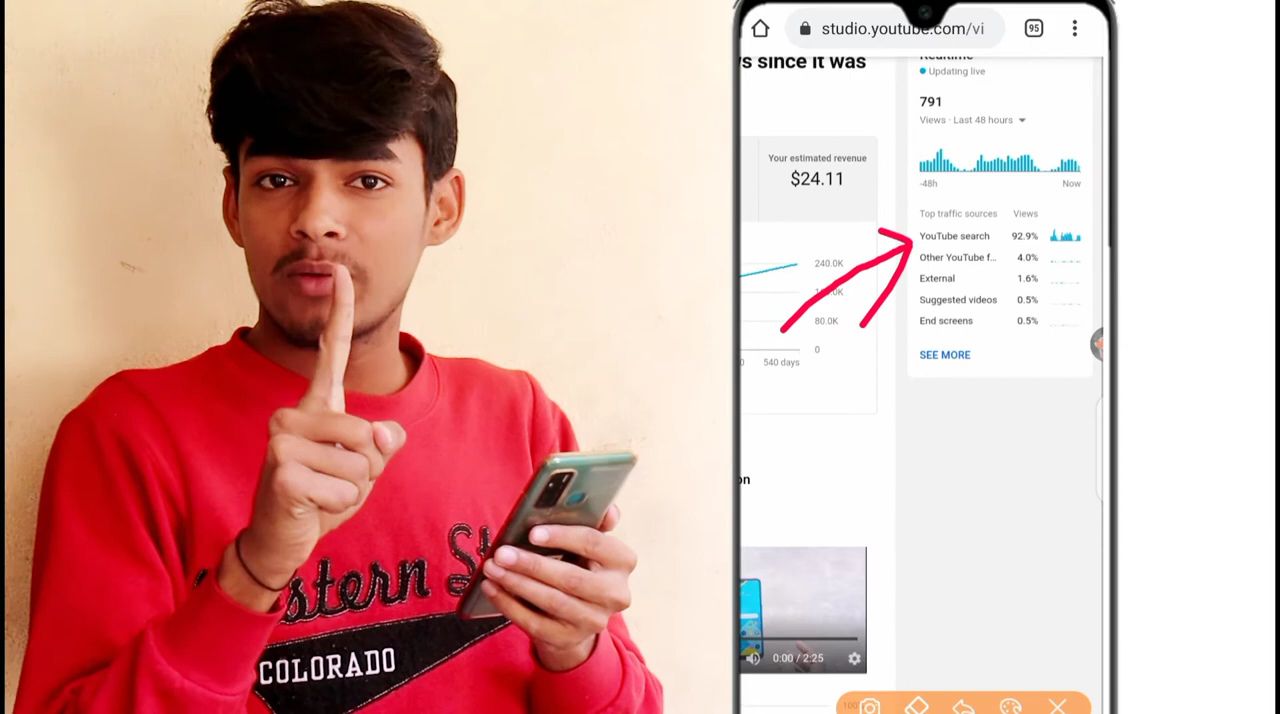 stern St
COLORADO
studio.youtube.com/vi
95
s since it was
Realtime
Updating live
791
Views · Last 48 hours
-48h
Now
Your estimated revenue
$24.11
240.0K
80.0K
0
0
540 days
Top traffic sources
Views
YouTube search
92.9%
Other YouTube f...
4.0%
External
1.6%
Suggested videos
0.5%
End screens
0.5%
SEE MORE
on
0:00 / 2:25